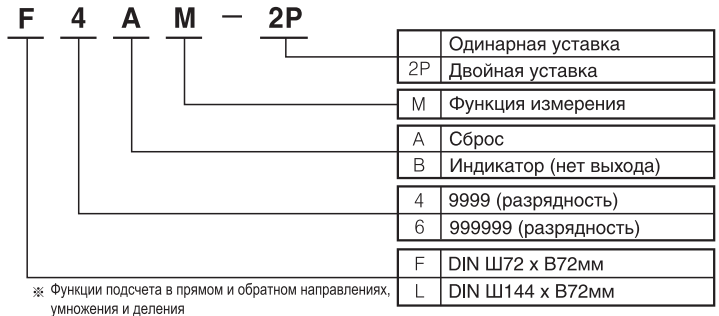 F 4 A M - 2P
Одинарная уставка
2P Двойная уставка
M Функция измерения
A Сброс
B Индикатор (нет выхода)
4 9999 (разрядность)
6 999999 (разрядность)
F DIN Ш72 x В72мм
L DIN Ш144 x В72мм
※ Функции подсчета в прямом и обратном направлениях,
умножения и деления